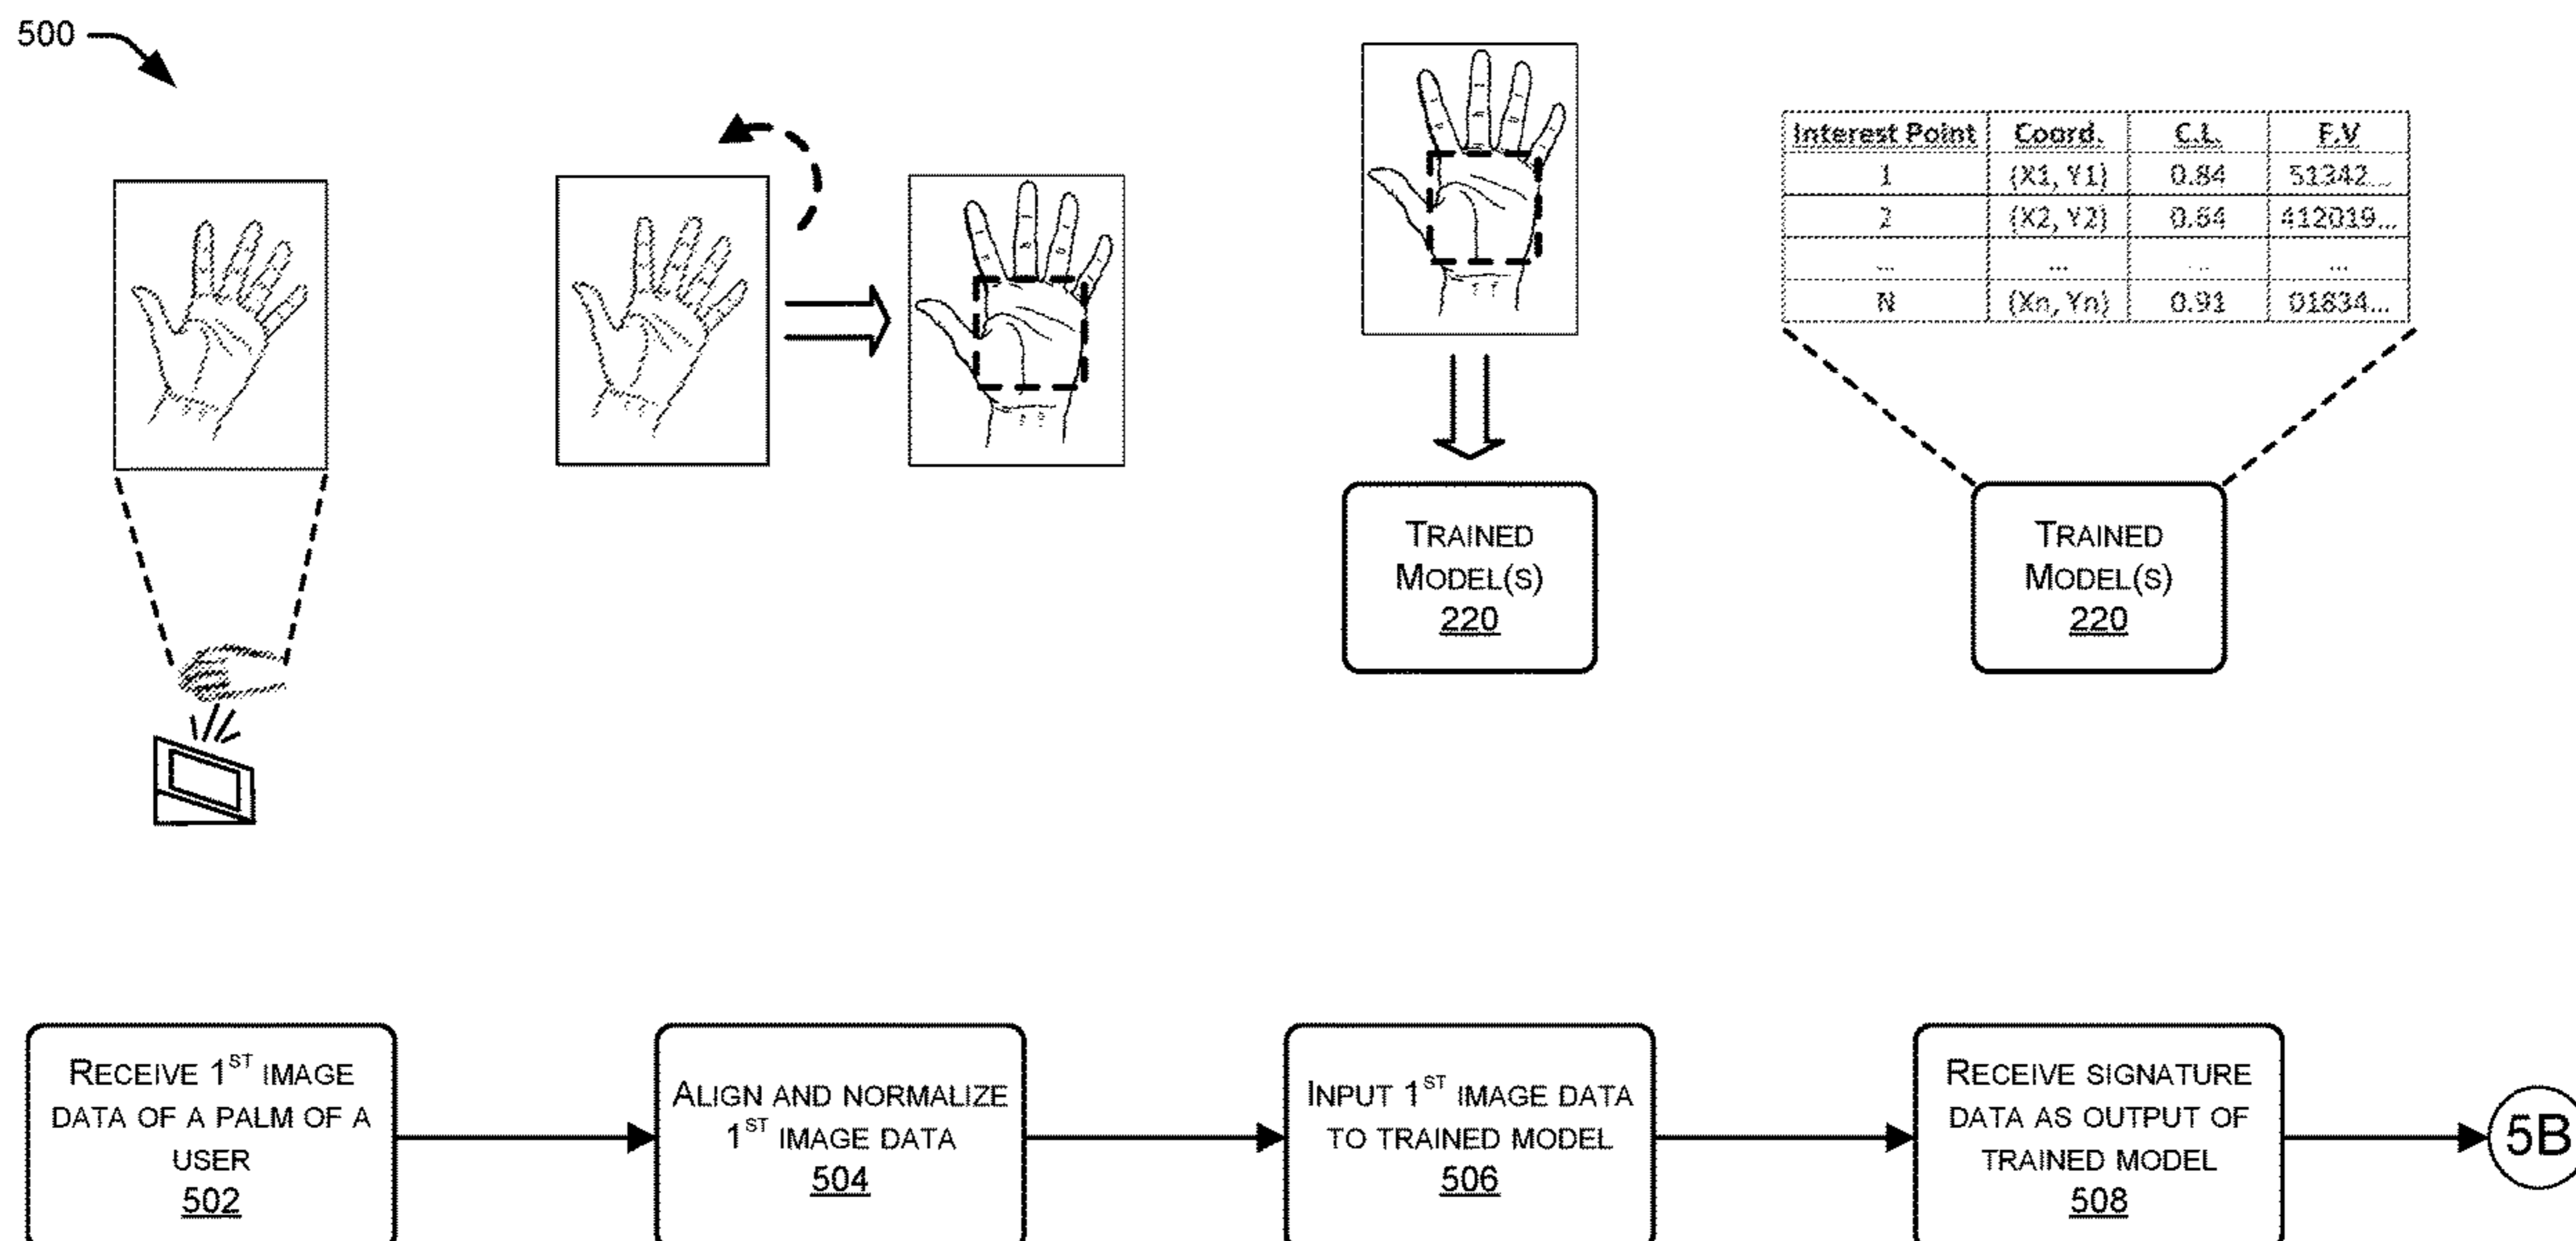 500
Interest Point Coord. C.L. F.V
1 (X1, Y1) 0.84 51342...
2 (X2, Y2) 0.64 412019...
... ... ... ...
N (Xn, Yn) 0.91 01834...
TRAINED
MODEL(S)
220
TRAINED
MODEL(S)
220
RECEIVE 1ST IMAGE
DATA OF A PALM OF A
USER
502
ALIGN AND NORMALIZE
1ST IMAGE DATA
504
INPUT 1ST IMAGE DATA
TO TRAINED MODEL
506
RECEIVE SIGNATURE
DATA AS OUTPUT OF
TRAINED MODEL
508
5B